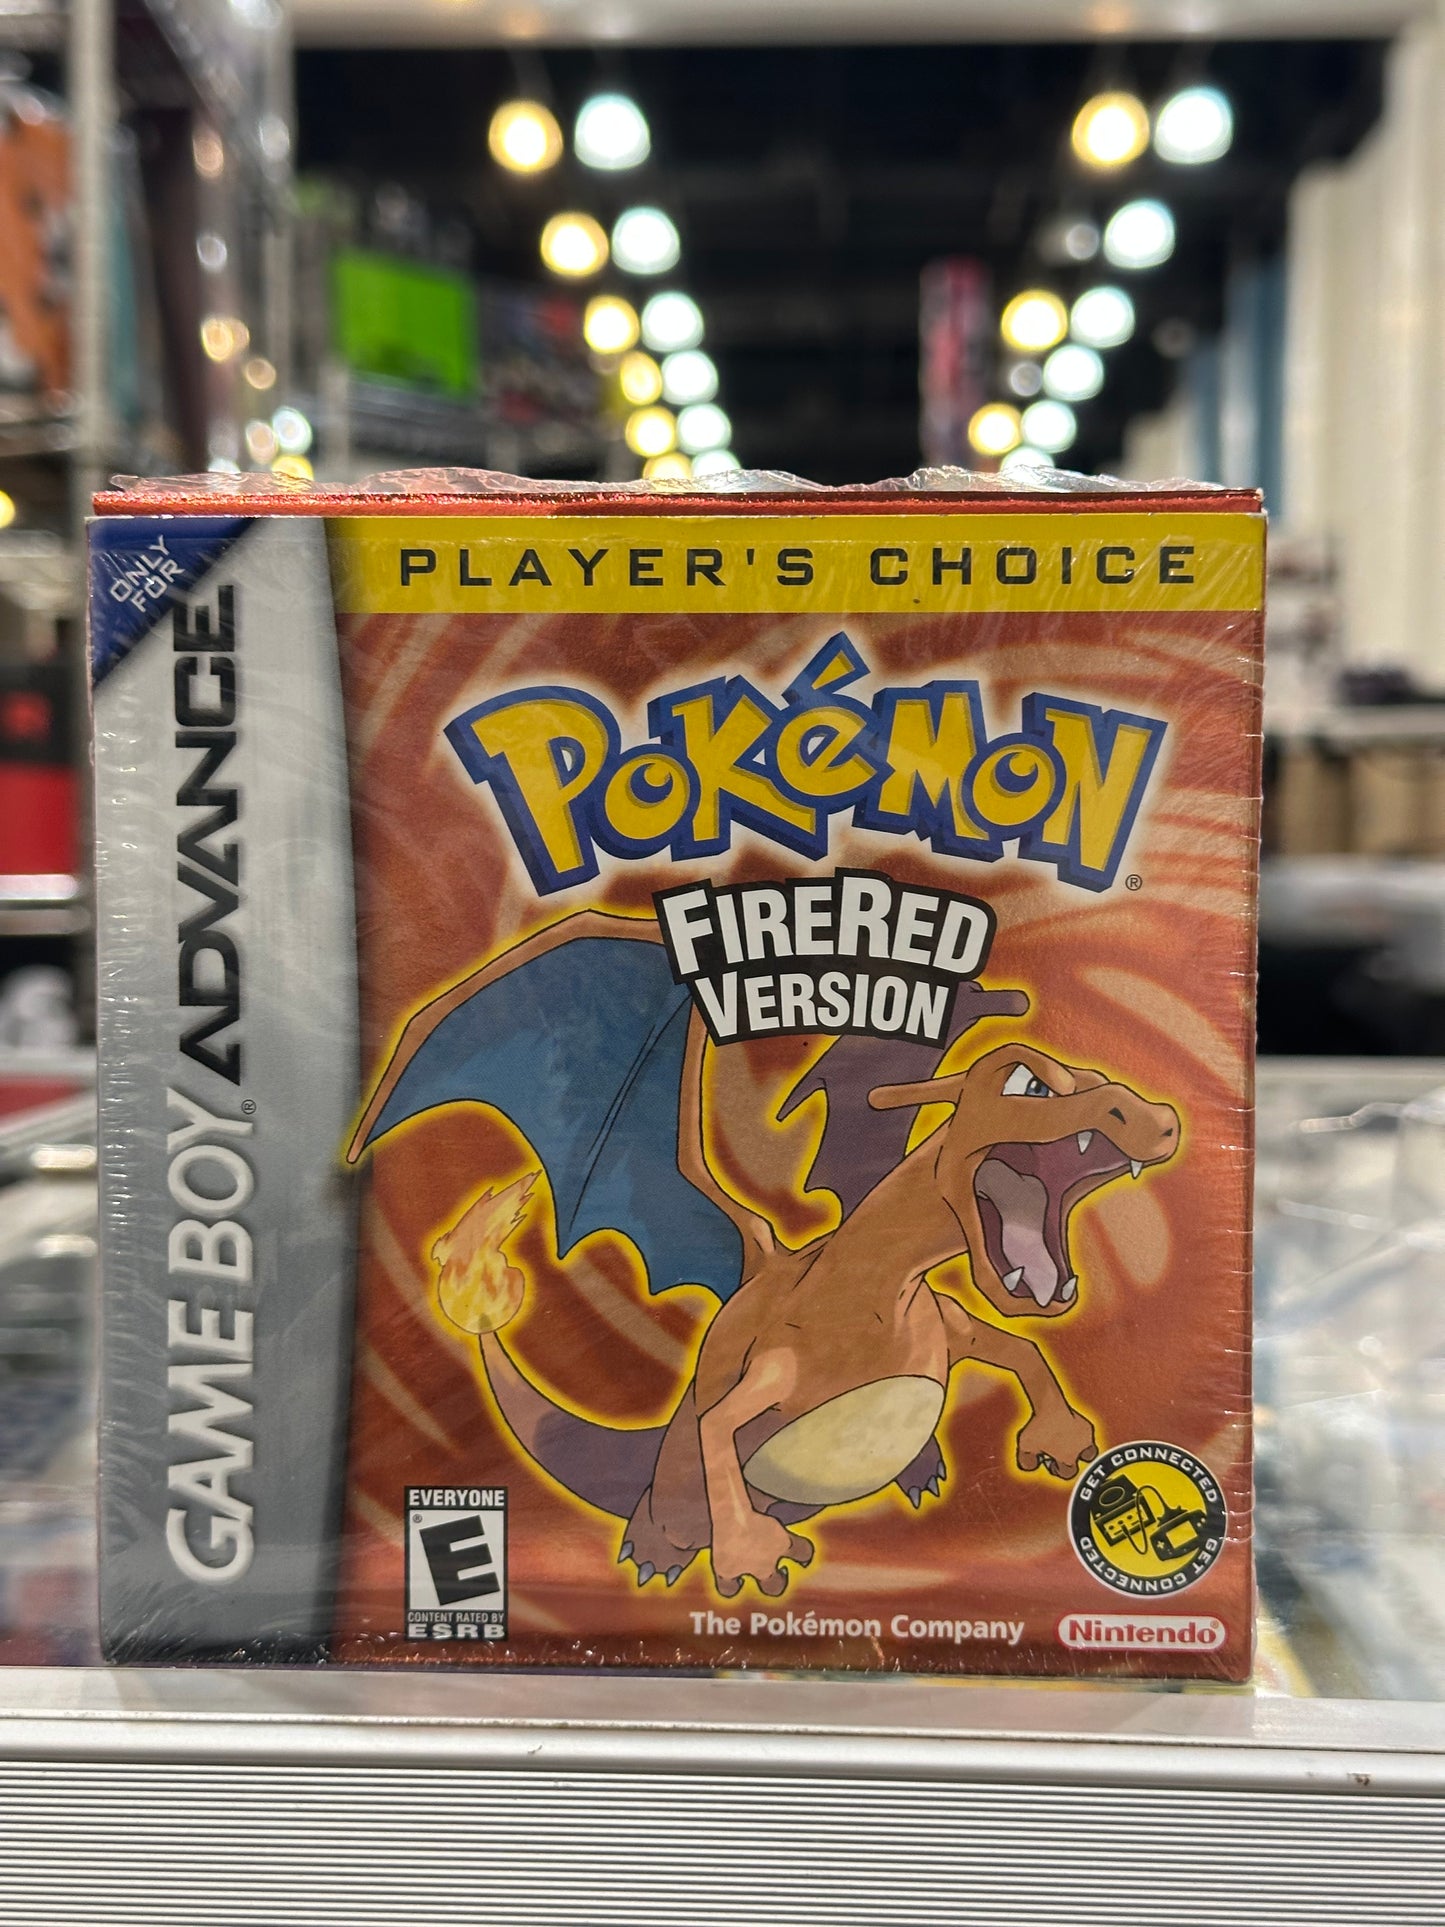 ONLY
FOR
GAME BOY ADVANCE
®
PLAYER'S CHOICE
POKéMON
®
FIRERED
VERSION
EVERYONE
®
E
CONTENT RATED BY
ESRB
The Pokémon Company
GET CONNECTED
GET CONNECTED
Nintendo®